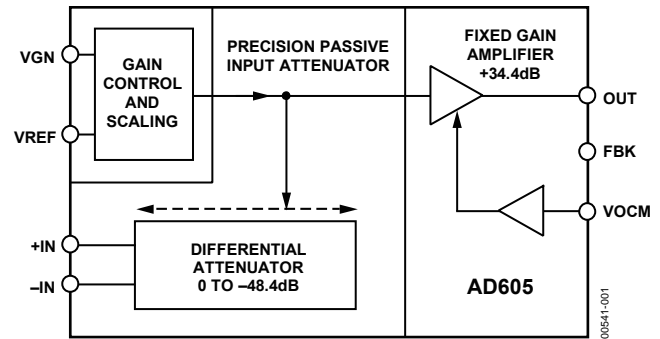 VGN
VREF
GAIN
CONTROL
AND
SCALING
PRECISION PASSIVE
INPUT ATTENUATOR
FIXED GAIN
AMPLIFIER
+34.4dB
OUT
FBK
VOCM
+IN
–IN
DIFFERENTIAL
ATTENUATOR
0 TO –48.4dB
AD605
00541-001